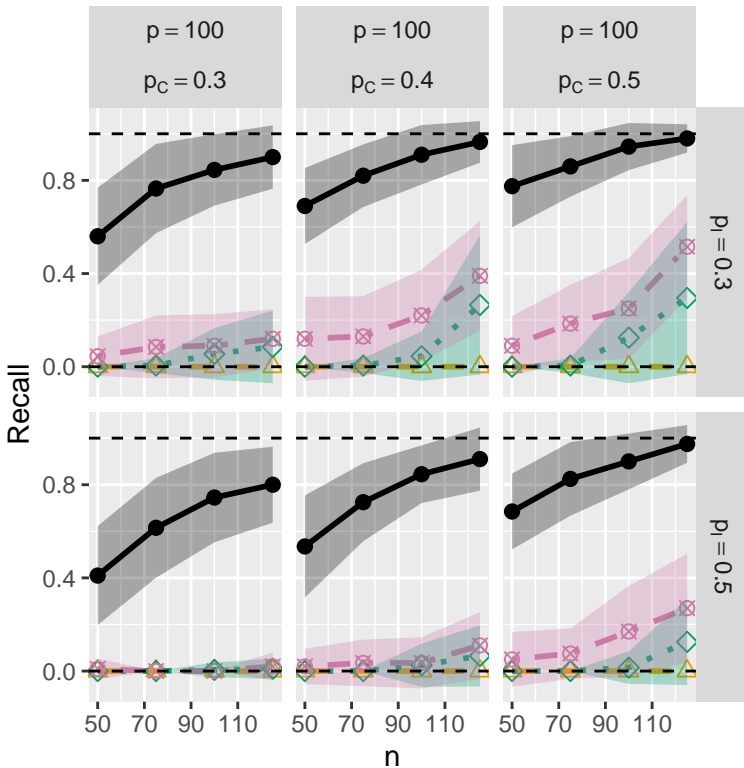 p = 100
p = 100
p = 100
p_C = 0.3
p_C = 0.4
p_C = 0.5
0.8
0.4
0.0
p_I = 0.3
Recall
0.8
0.4
0.0
p_I = 0.5
50 70 90 110
50 70 90 110
50 70 90 110
n